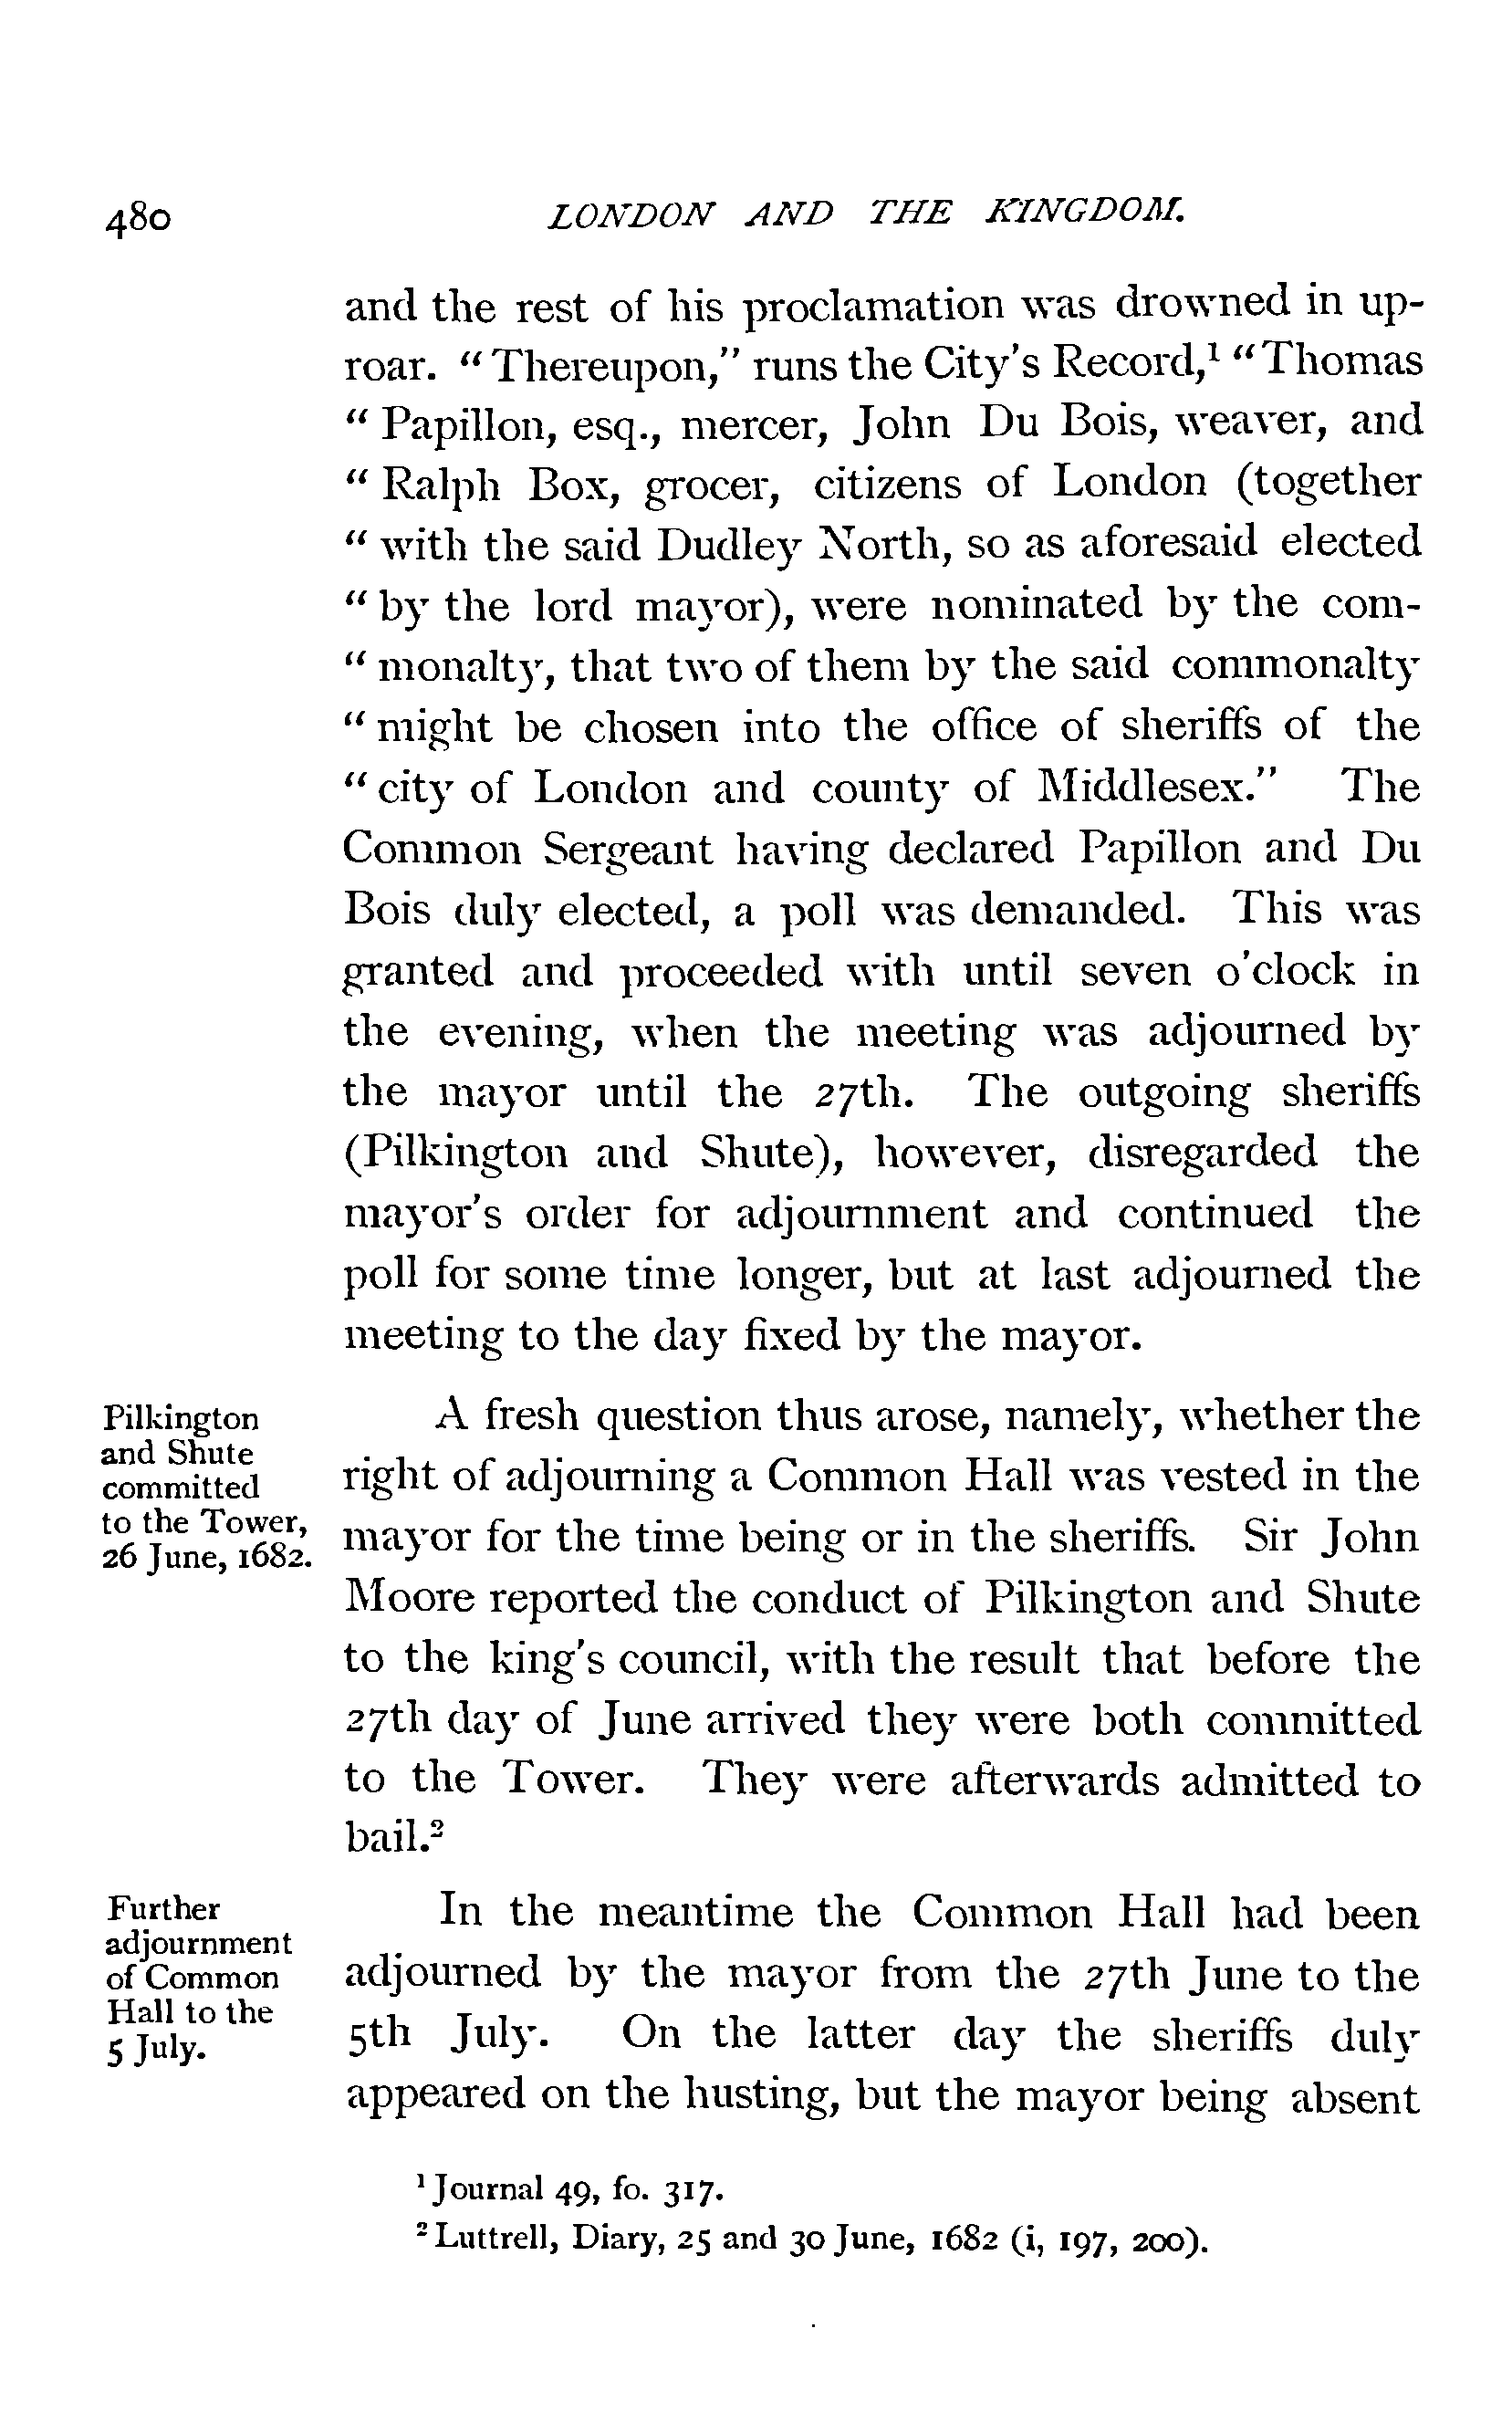 480 LONDON AND THE KINGDOM.
and the rest of his proclamation was drowned in up-
roar. "Thereupon," runs the City's Record,¹ "Thomas
"Papillon, esq., mercer, John Du Bois, weaver, and
"Ralph Box, grocer, citizens of London (together
"with the said Dudley North, so as aforesaid elected
"by the lord mayor), were nominated by the com-
"monalty, that two of them by the said commonalty
"might be chosen into the office of sheriffs of the
"city of London and county of Middlesex." The
Common Sergeant having declared Papillon and Du
Bois duly elected, a poll was demanded. This was
granted and proceeded with until seven o'clock in
the evening, when the meeting was adjourned by
the mayor until the 27th. The outgoing sheriffs
(Pilkington and Shute), however, disregarded the
mayor's order for adjournment and continued the
poll for some time longer, but at last adjourned the
meeting to the day fixed by the mayor.
Pilkington
and Shute
committed
to the Tower,
26 June, 1682.
A fresh question thus arose, namely, whether the
right of adjourning a Common Hall was vested in the
mayor for the time being or in the sheriffs. Sir John
Moore reported the conduct of Pilkington and Shute
to the king's council, with the result that before the
27th day of June arrived they were both committed
to the Tower. They were afterwards admitted to
bail.²
Further
adjournment
of Common
Hall to the
5 July.
In the meantime the Common Hall had been
adjourned by the mayor from the 27th June to the
5th July. On the latter day the sheriffs duly
appeared on the husting, but the mayor being absent
¹ Journal 49, fo. 317.
² Luttrell, Diary, 25 and 30 June, 1682 (i, 197, 200).